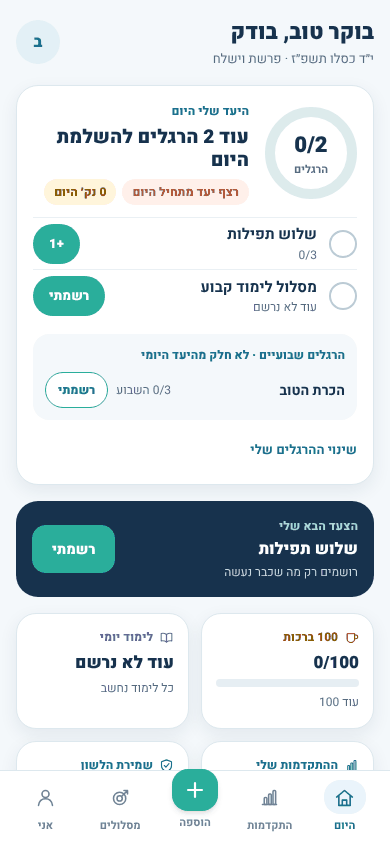 בוקר טוב, בודק
ב
י״ד כסלו תשפ״ז · פרשת וישלח
היעד שלי היום
עוד 2 הרגלים להשלמת היום
0/2
הרגלים
רצף יעד מתחיל היום
0 נק׳ היום
שלוש תפילות
0/3
+1
מסלול לימוד קבוע
עוד לא נרשם
רשמתי
הרגלים שבועיים · לא חלק מהיעד היומי
הכרת הטוב
0/3 השבוע
רשמתי
שינוי ההרגלים שלי
הצעד הבא שלי
שלוש תפילות
רושמים רק מה שכבר נעשה
רשמתי
100 ברכות
0/100
עוד 100
לימוד יומי
עוד לא נרשם
כל לימוד נחשב
ההתקדמות שלי
שמירת הלשון
היום
התקדמות
הוספה
מסלולים
אני